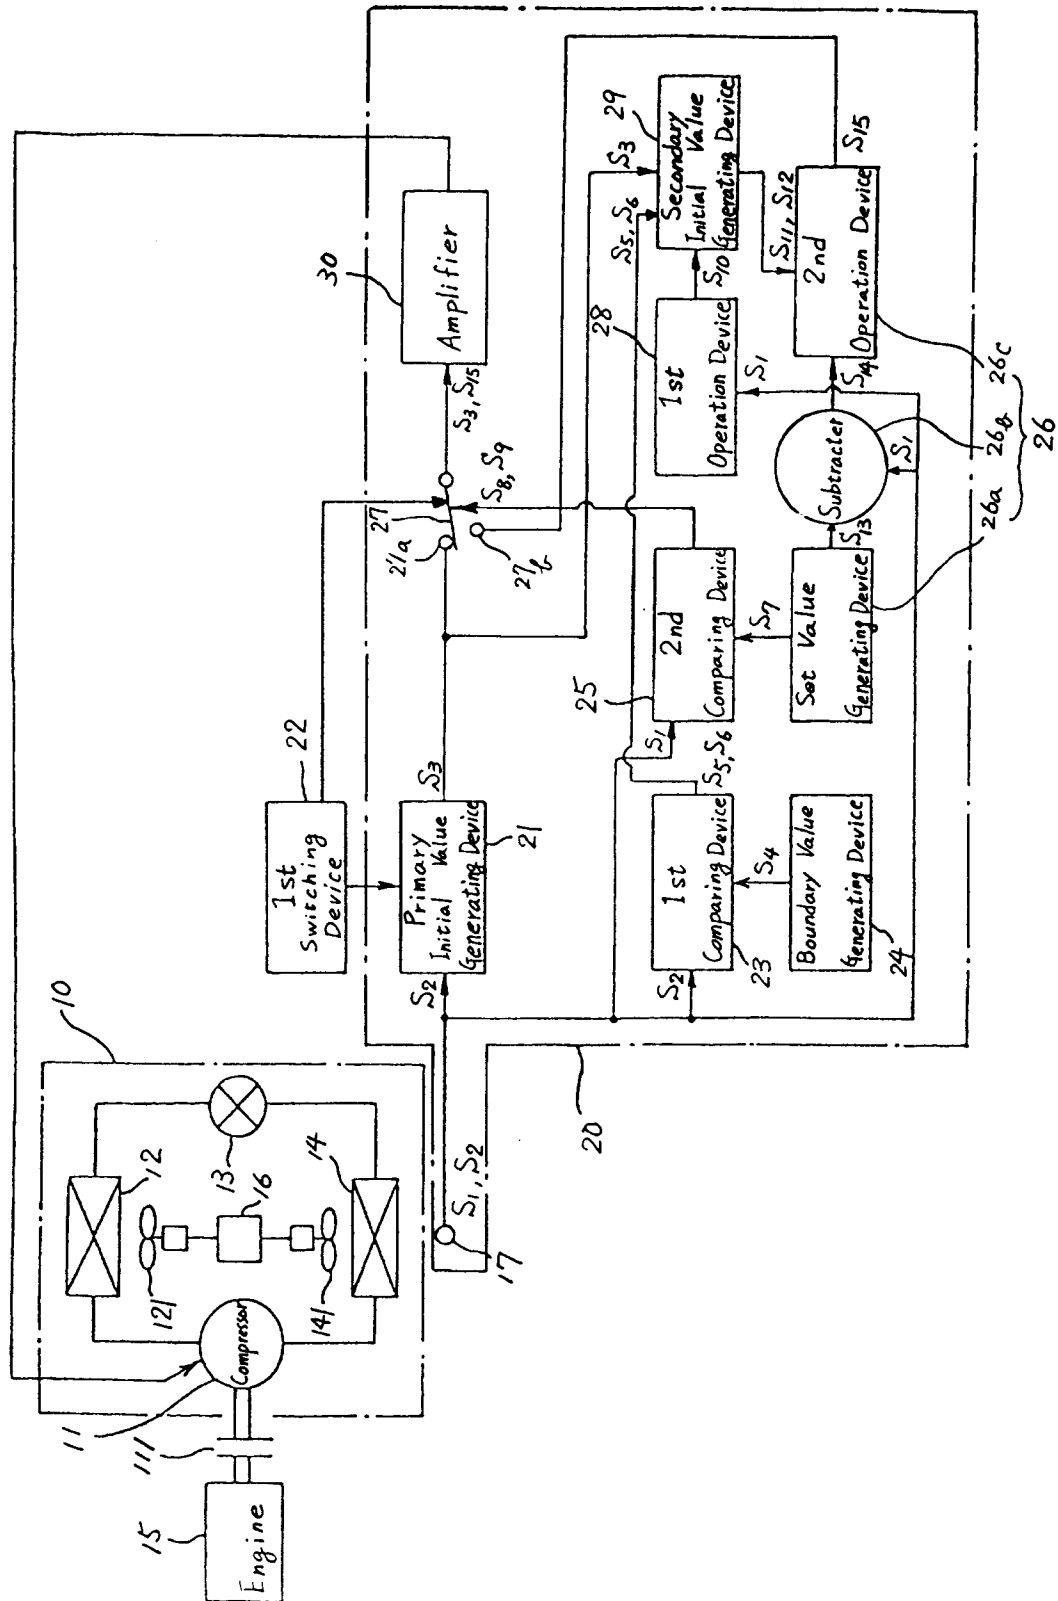 10
15
Engine
111
11
Compressor
12
121
13
16
141
14
17
S1, S2
20
22
1st
Switching
Device
S2
Primary
Initial Value
Generating Device
21
S3
21a
27
27b
S8, S9
S3, S15
30
Amplifier
S2
1st
Comparing Device
23
S5, S6
S4
Boundary Value
Generating Device
24
25
S1
2nd
Comparing Device
S7
Set Value
Generating Device
S13
26a
Subtracter
S1
26b
26
26c
28
1st
Operation Device
S1
S10
S5, S6
S3
29
Secondary
Initial Value
Generating Device
S11, S12
S14
2nd
Operation Device
S15